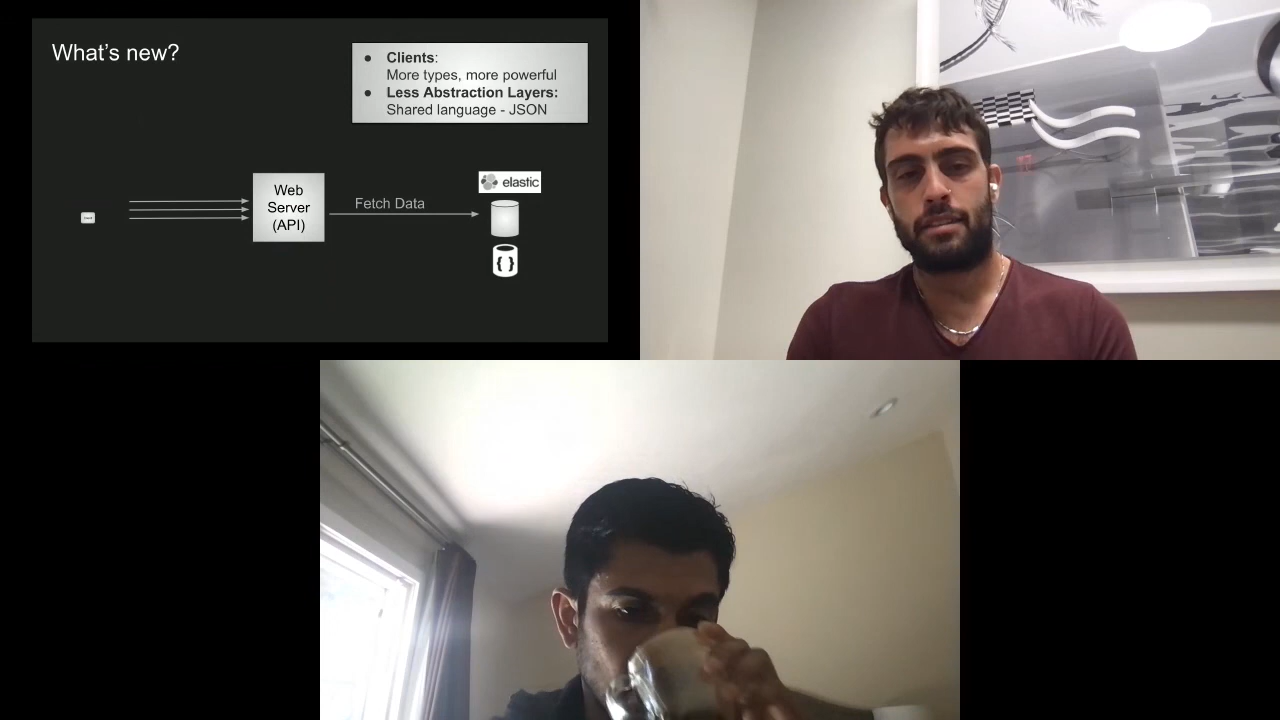 What's new?
● Clients:
More types, more powerful
● Less Abstraction Layers:
Shared language - JSON
Web
Server
(API)
Fetch Data
elastic
{ }